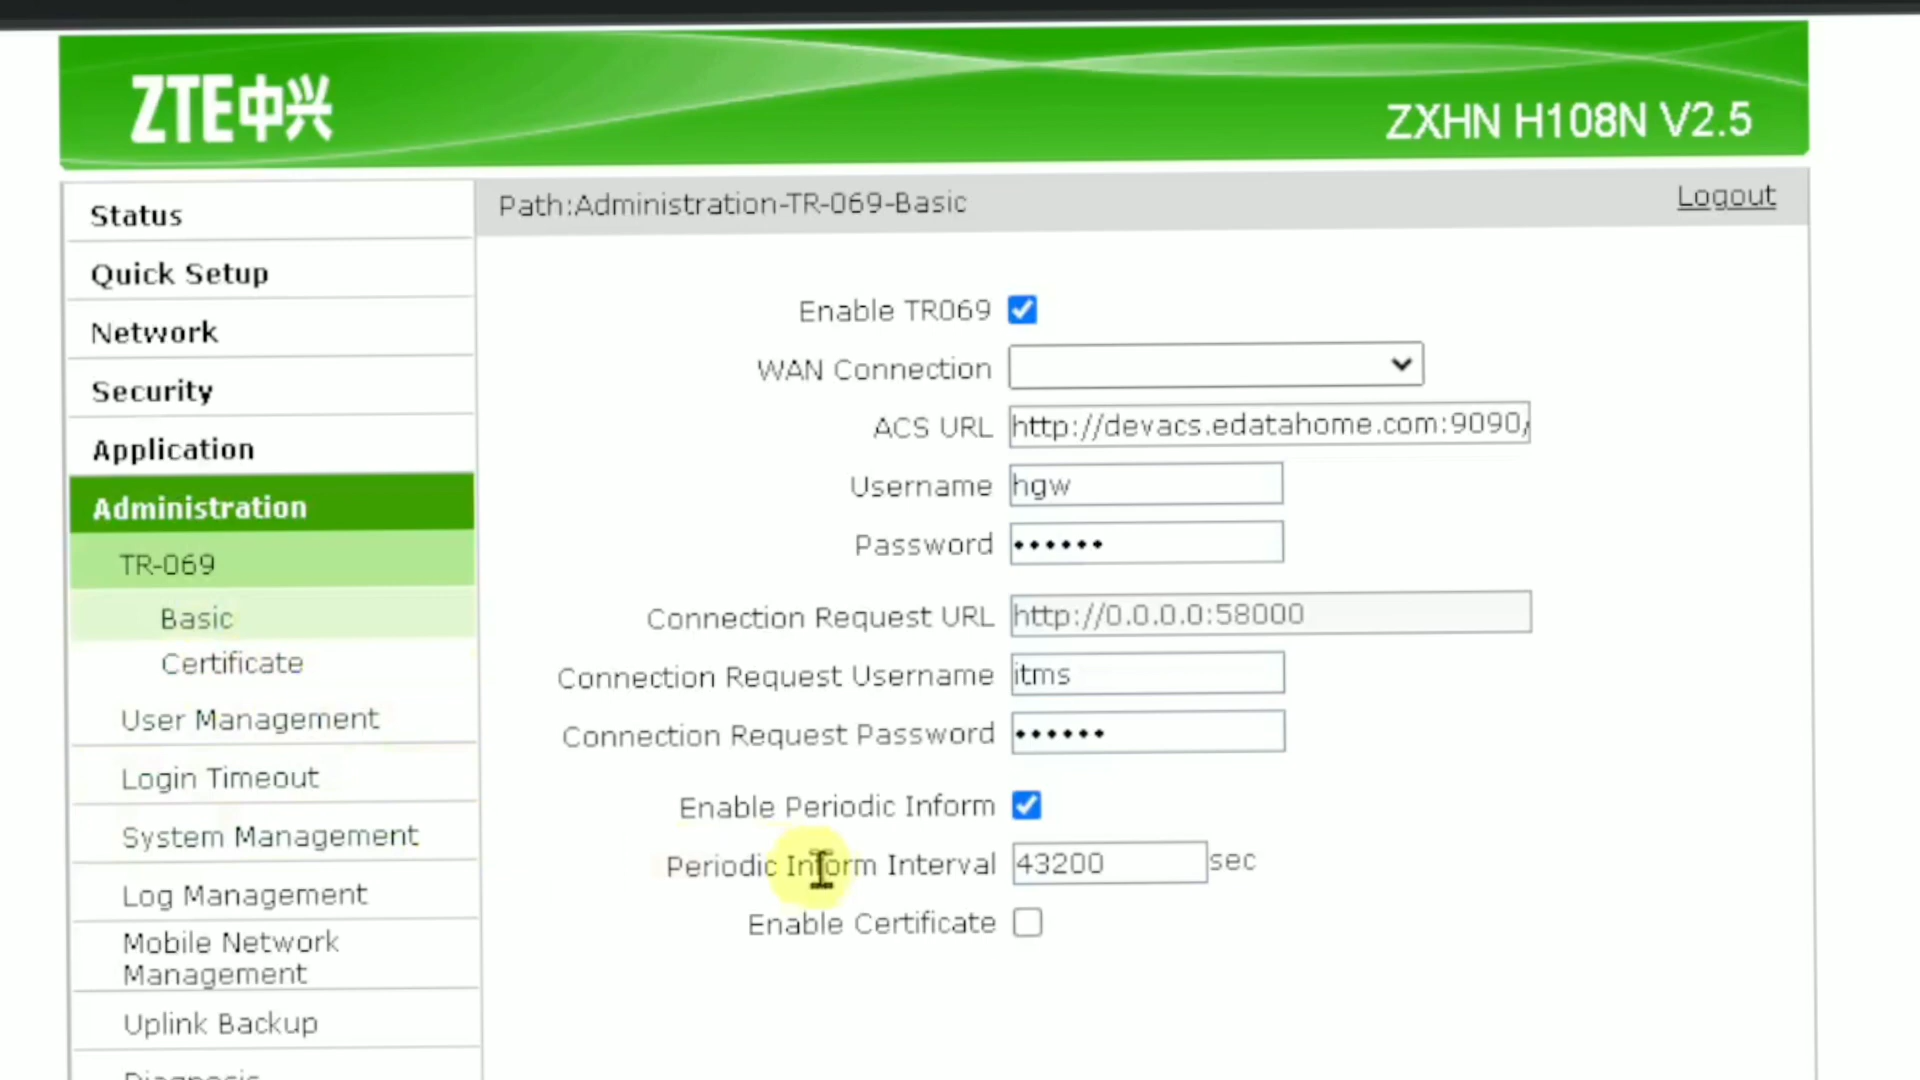 ZTE中兴
ZXHN H108N V2.5
Path:Administration-TR-069-Basic
Logout
Status
Quick Setup
Network
Security
Application
Administration
TR-069
Basic
Certificate
User Management
Login Timeout
System Management
Log Management
Mobile Network
Management
Uplink Backup
Diagnosis
Enable TR069
WAN Connection
ACS URL http://devacs.edatahome.com:9090/
Username hgw
Password ••••••
Connection Request URL http://0.0.0.0:58000
Connection Request Username itms
Connection Request Password ••••••
Enable Periodic Inform
Periodic Inform Interval 43200 sec
Enable Certificate